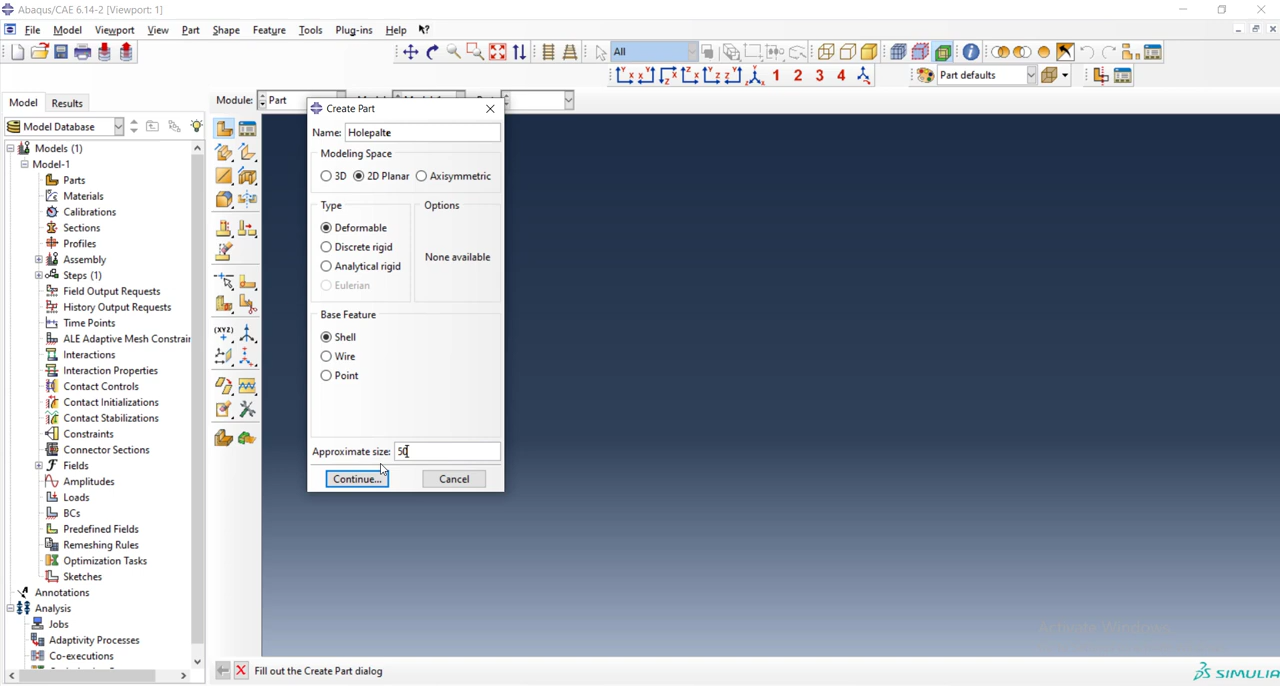 Abaqus/CAE 6.14-2 [Viewport: 1]
File Model Viewport View Part Shape Feature Tools Plug-ins Help
All
1 2 3 4 Part defaults
Model Results
Module: Part
Model Database
Create Part
Name: Holepalte
Modeling Space
3D 2D Planar Axisymmetric
Type
Deformable
Discrete rigid
Analytical rigid
Eulerian
Options
None available
Base Feature
Shell
Wire
Point
Approximate size: 50
Continue... Cancel
Models (1)
Model-1
Parts
Materials
Calibrations
Sections
Profiles
Assembly
Steps (1)
Field Output Requests
History Output Requests
Time Points
ALE Adaptive Mesh Constrain
Interactions
Interaction Properties
Contact Controls
Contact Initializations
Contact Stabilizations
Constraints
Connector Sections
Fields
Amplitudes
Loads
BCs
Predefined Fields
Remeshing Rules
Optimization Tasks
Sketches
Annotations
Analysis
Jobs
Adaptivity Processes
Co-executions
(XYZ)
Activate Windows
Fill out the Create Part dialog
SIMULIA